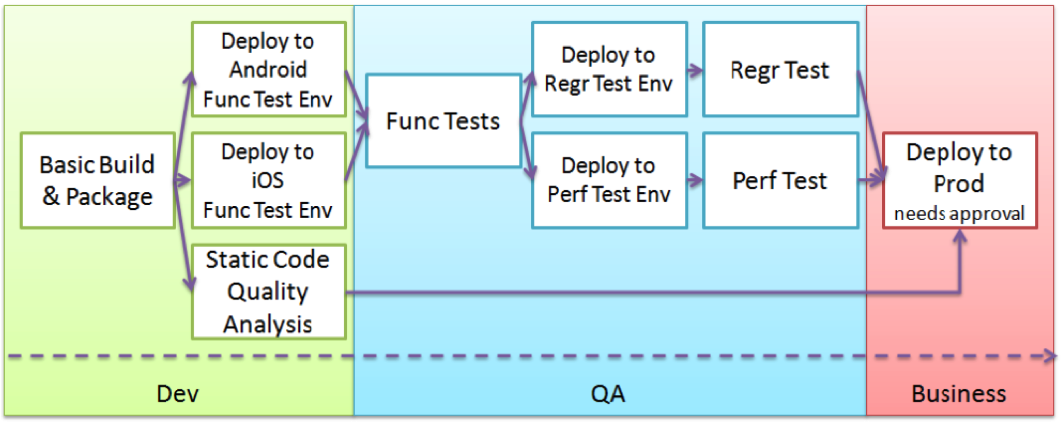 Basic Build
& Package
Deploy to
Android
Func Test Env
Deploy to
iOS
Func Test Env
Static Code
Quality
Analysis
Func Tests
Deploy to
Regr Test Env
Regr Test
Deploy to
Perf Test Env
Perf Test
Deploy to
Prod
needs approval
Dev
QA
Business